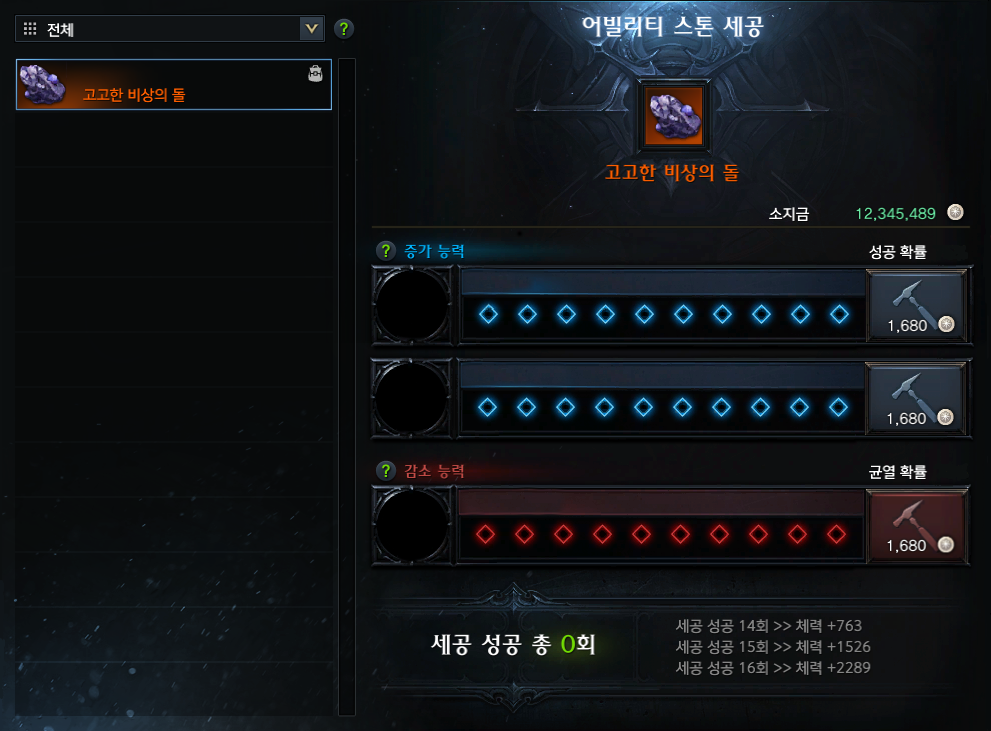 전체
?
고고한 비상의 돌
어빌리티 스톤 세공
고고한 비상의 돌
소지금 12,345,489
? 증가 능력 성공 확률
1,680
1,680
? 감소 능력 균열 확률
1,680
세공 성공 총 0회
세공 성공 14회 >> 체력 +763
세공 성공 15회 >> 체력 +1526
세공 성공 16회 >> 체력 +2289